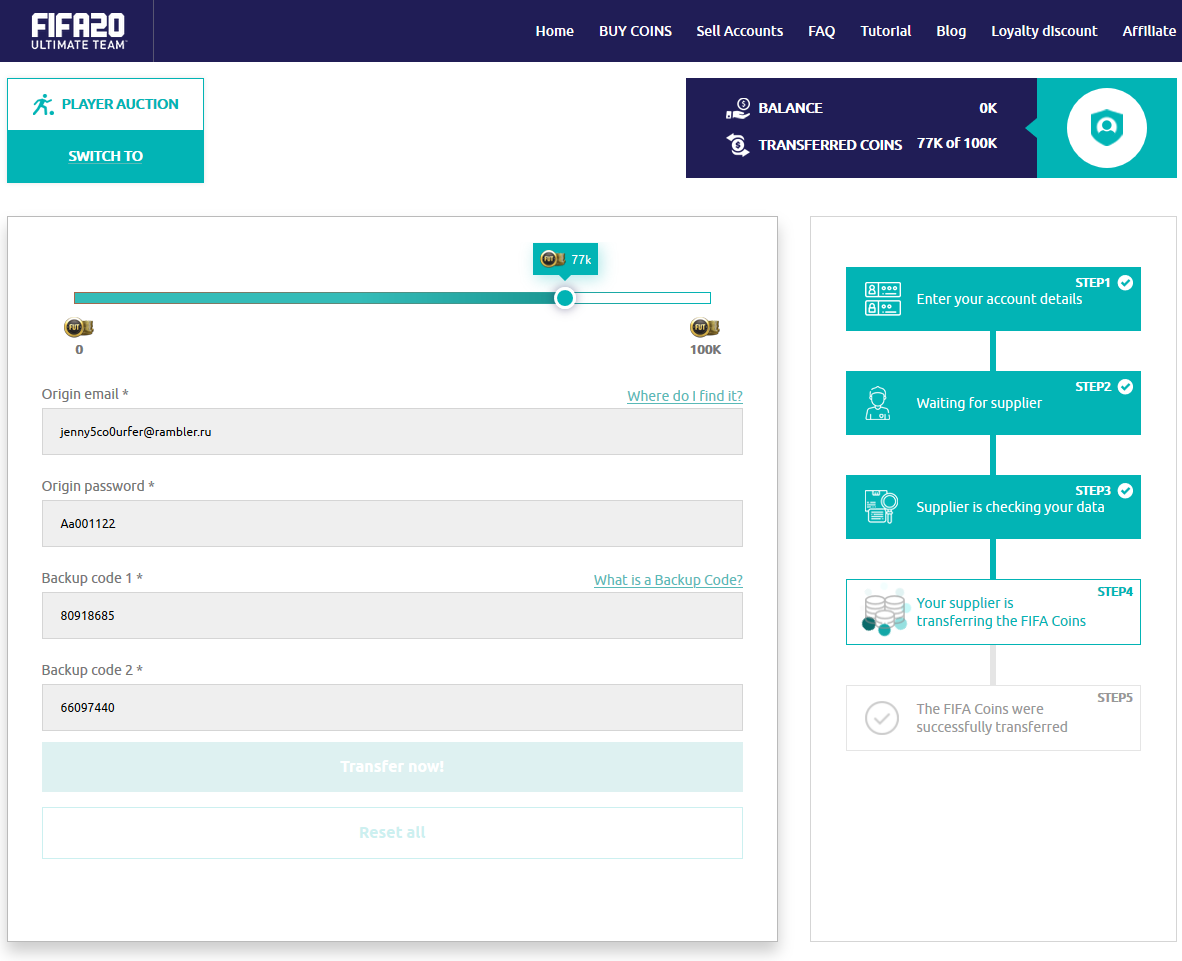 FIFA20
ULTIMATE TEAM
Home BUY COINS Sell Accounts FAQ Tutorial Blog Loyalty discount Affiliate
PLAYER AUCTION
SWITCH TO
BALANCE 0K
TRANSFERRED COINS 77K of 100K
FUT 77k
FUT
0
FUT
100K
Origin email *
Where do I find it?
jenny5co0urfer@rambler.ru
Origin password *
Aa001122
Backup code 1 *
What is a Backup Code?
80918685
Backup code 2 *
66097440
Transfer now!
Reset all
STEP1
Enter your account details
STEP2
Waiting for supplier
STEP3
Supplier is checking your data
STEP4
Your supplier is
transferring the FIFA Coins
STEP5
The FIFA Coins were
successfully transferred